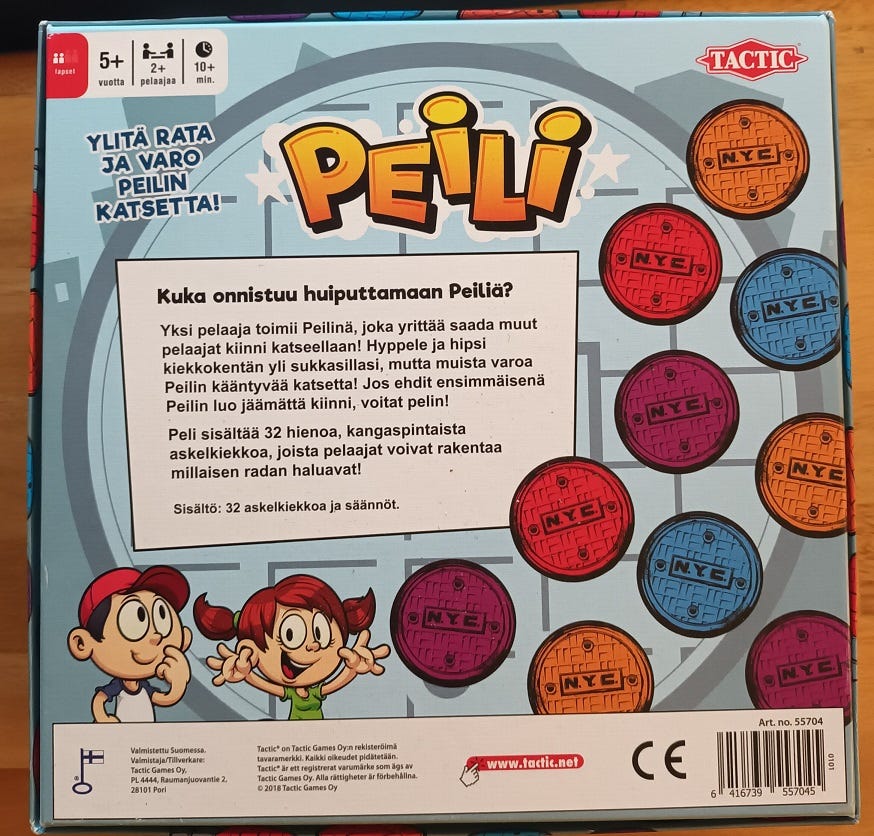 lapset
5+
vuotta
2+
pelaajaa
10+
min.
TACTIC
YLITÄ RATA
JA VARO
PEILIN
KATSETTA!
PEILI
N.Y.C.
N.Y.C.
N.Y.C.
N.Y.C.
N.Y.C.
N.Y.C.
N.Y.C.
N.Y.C.
N.Y.C.
N.Y.C.
Kuka onnistuu huiputtamaan Peiliä?
Yksi pelaaja toimii Peilinä, joka yrittää saada muut
pelaajat kiinni katseellaan! Hyppele ja hipsi
kiekkokentän yli sukkasillasi, mutta muista varoa
Peilin kääntyvää katsetta! Jos ehdit ensimmäisenä
Peilin luo jäämättä kiinni, voitat pelin!
Peli sisältää 32 hienoa, kangaspintaista
askelkiekkoa, joista pelaajat voivat rakentaa
millaisen radan haluavat!
Sisältö: 32 askelkiekkoa ja säännöt.
Valmistettu Suomessa.
Valmistaja/Tillverkare:
Tactic Games Oy,
PL 4444, Raumanjuovantie 2,
28101 Pori
Tactic® on Tactic Games Oy:n rekisteröimä
tavaramerkki. Kaikki oikeudet pidätetään.
Tactic® är ett registrerat varumärke som ägs av
Tactic Games Oy. Alla rättigheter är förbehållna.
© 2018 Tactic Games Oy
www.tactic.net
CE
Art. no. 55704
6 416739 557045
0101